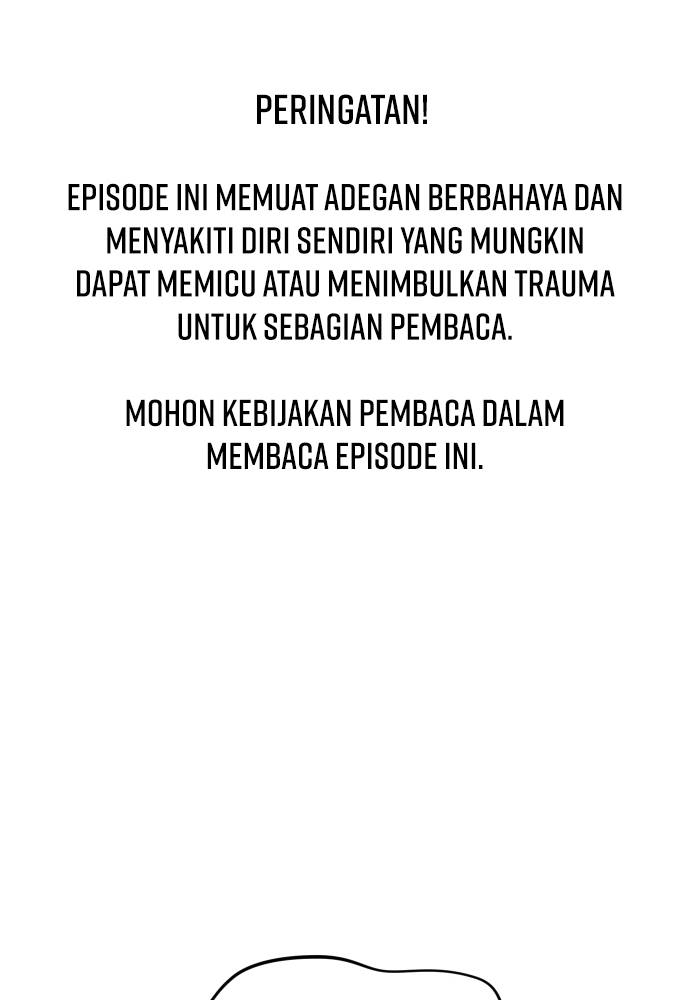 PERINGATAN!
EPISODE INI MEMUAT ADEGAN BERBAHAYA DAN
MENYAKITI DIRI SENDIRI YANG MUNGKIN
DAPAT MEMICU ATAU MENIMBULKAN TRAUMA
UNTUK SEBAGIAN PEMBACA.
MOHON KEBIJAKAN PEMBACA DALAM
MEMBACA EPISODE INI.